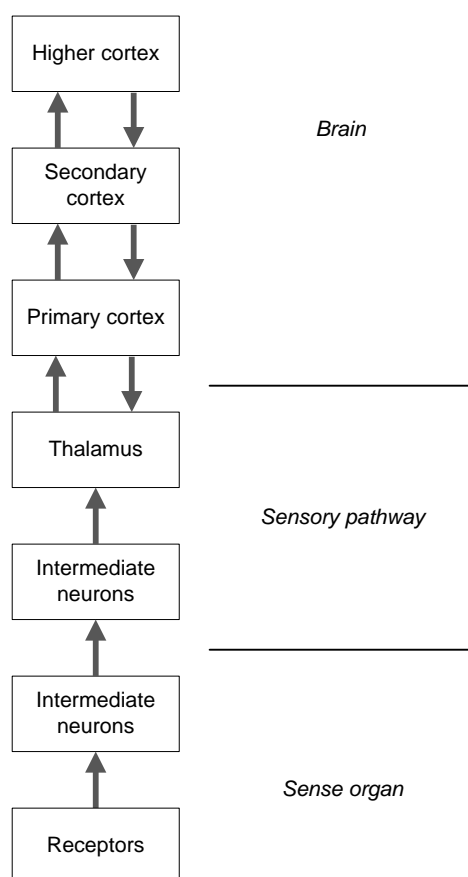 Higher cortex
Brain
Secondary
cortex
Primary cortex
Thalamus
Sensory pathway
Intermediate
neurons
Intermediate
neurons
Sense organ
Receptors